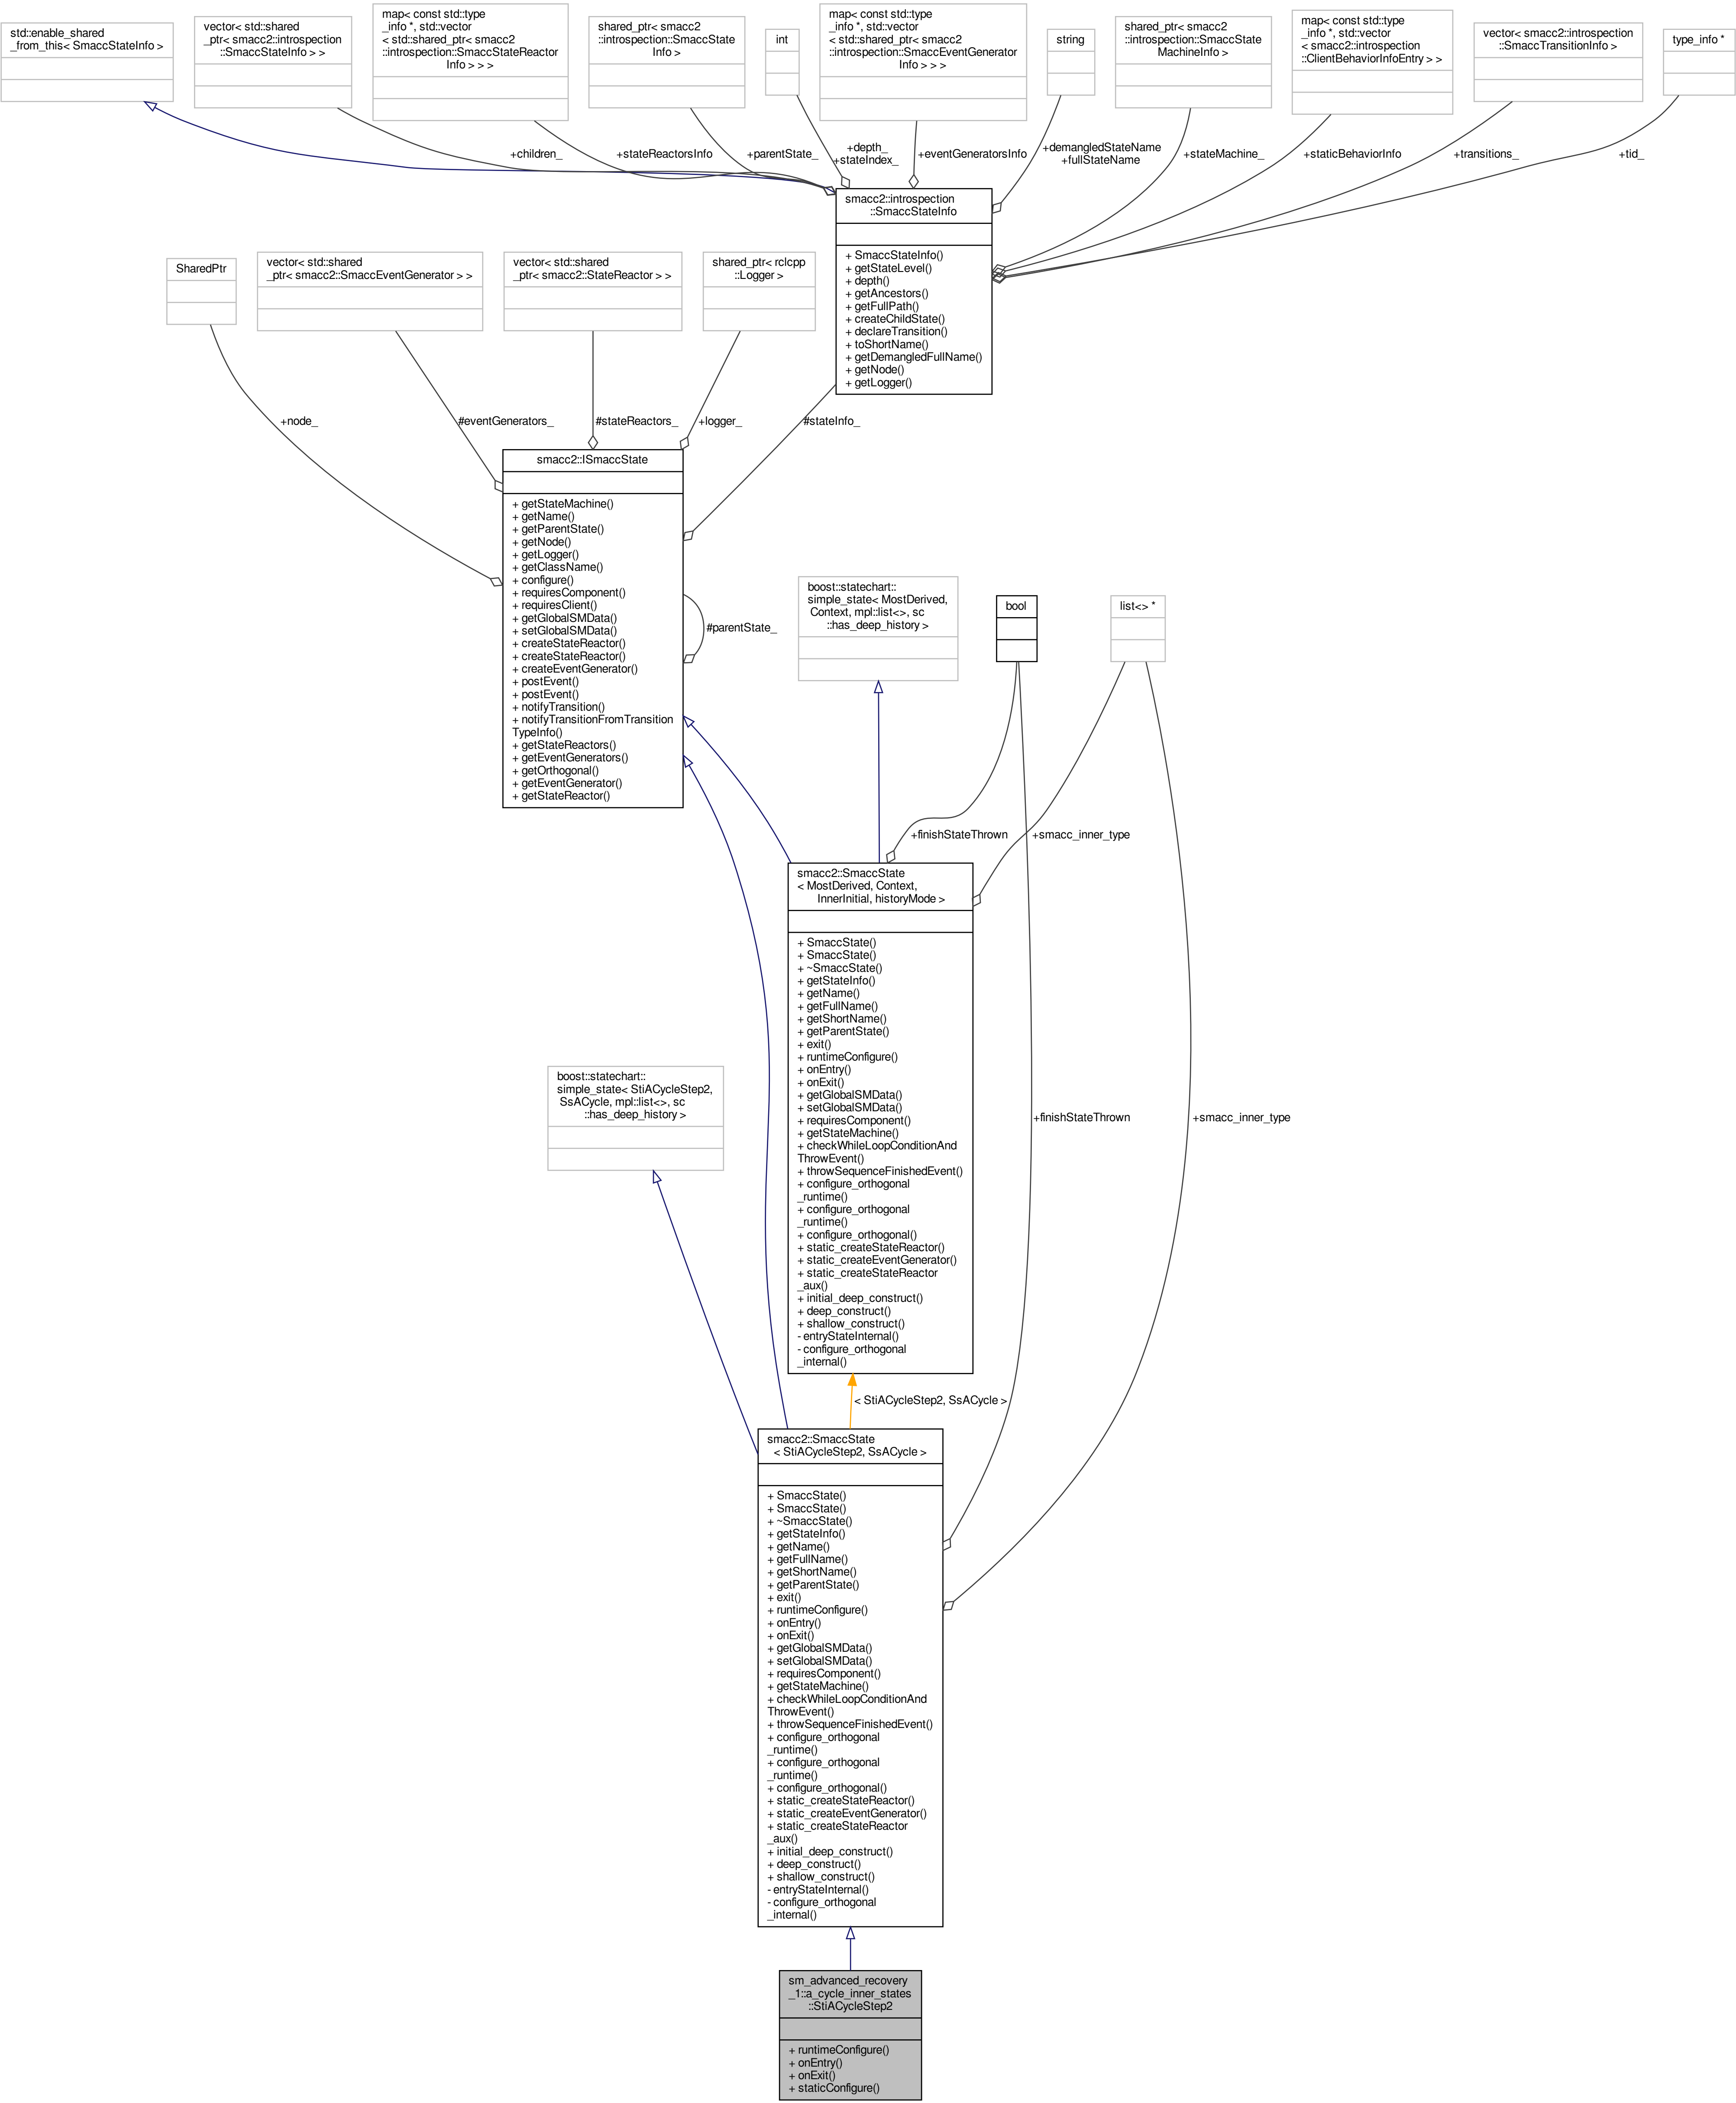 std::enable_shared
_from_this< SmaccStateInfo >
vector< std::shared
_ptr< smacc2::introspection
::SmaccStateInfo > >
map< const std::type
_info *, std::vector
< std::shared_ptr< smacc2
::introspection::SmaccStateReactor
Info > > >
shared_ptr< smacc2
::introspection::SmaccState
Info >
int
map< const std::type
_info *, std::vector
< std::shared_ptr< smacc2
::introspection::SmaccEventGenerator
Info > > >
string
shared_ptr< smacc2
::introspection::SmaccState
MachineInfo >
map< const std::type
_info *, std::vector
< smacc2::introspection
::ClientBehaviorInfoEntry > >
vector< smacc2::introspection
::SmaccTransitionInfo >
type_info *
+children_
+stateReactorsInfo
+parentState_
+depth_
+stateIndex_
+eventGeneratorsInfo
+demangledStateName
+fullStateName
+stateMachine_
+staticBehaviorInfo
+transitions_
+tid_
smacc2::introspection
::SmaccStateInfo
+ SmaccStateInfo()
+ getStateLevel()
+ depth()
+ getAncestors()
+ getFullPath()
+ createChildState()
+ declareTransition()
+ toShortName()
+ getDemangledFullName()
+ getNode()
+ getLogger()
SharedPtr
vector< std::shared
_ptr< smacc2::SmaccEventGenerator > >
vector< std::shared
_ptr< smacc2::StateReactor > >
shared_ptr< rclcpp
::Logger >
+node_
#eventGenerators_
#stateReactors_
+logger_
#stateInfo_
smacc2::ISmaccState
+ getStateMachine()
+ getName()
+ getParentState()
+ getNode()
+ getLogger()
+ getClassName()
+ configure()
+ requiresComponent()
+ requiresClient()
+ getGlobalSMData()
+ setGlobalSMData()
+ createStateReactor()
+ createStateReactor()
+ createEventGenerator()
+ postEvent()
+ postEvent()
+ notifyTransition()
+ notifyTransitionFromTransition
TypeInfo()
+ getStateReactors()
+ getEventGenerators()
+ getOrthogonal()
+ getEventGenerator()
+ getStateReactor()
#parentState_
boost::statechart::
simple_state< MostDerived,
Context, mpl::list<>, sc
::has_deep_history >
bool
list<> *
+finishStateThrown
+smacc_inner_type
smacc2::SmaccState
< MostDerived, Context,
InnerInitial, historyMode >
+ SmaccState()
+ SmaccState()
+ ~SmaccState()
+ getStateInfo()
+ getName()
+ getFullName()
+ getShortName()
+ getParentState()
+ exit()
+ runtimeConfigure()
+ onEntry()
+ onExit()
+ getGlobalSMData()
+ setGlobalSMData()
+ requiresComponent()
+ getStateMachine()
+ checkWhileLoopConditionAnd
ThrowEvent()
+ throwSequenceFinishedEvent()
+ configure_orthogonal
_runtime()
+ configure_orthogonal
_runtime()
+ configure_orthogonal()
+ static_createStateReactor()
+ static_createEventGenerator()
+ static_createStateReactor
_aux()
+ initial_deep_construct()
+ deep_construct()
+ shallow_construct()
- entryStateInternal()
- configure_orthogonal
_internal()
boost::statechart::
simple_state< StiACycleStep2,
SsACycle, mpl::list<>, sc
::has_deep_history >
+finishStateThrown
+smacc_inner_type
< StiACycleStep2, SsACycle >
smacc2::SmaccState
< StiACycleStep2, SsACycle >
+ SmaccState()
+ SmaccState()
+ ~SmaccState()
+ getStateInfo()
+ getName()
+ getFullName()
+ getShortName()
+ getParentState()
+ exit()
+ runtimeConfigure()
+ onEntry()
+ onExit()
+ getGlobalSMData()
+ setGlobalSMData()
+ requiresComponent()
+ getStateMachine()
+ checkWhileLoopConditionAnd
ThrowEvent()
+ throwSequenceFinishedEvent()
+ configure_orthogonal
_runtime()
+ configure_orthogonal
_runtime()
+ configure_orthogonal()
+ static_createStateReactor()
+ static_createEventGenerator()
+ static_createStateReactor
_aux()
+ initial_deep_construct()
+ deep_construct()
+ shallow_construct()
- entryStateInternal()
- configure_orthogonal
_internal()
sm_advanced_recovery
_1::a_cycle_inner_states
::StiACycleStep2
+ runtimeConfigure()
+ onEntry()
+ onExit()
+ staticConfigure()